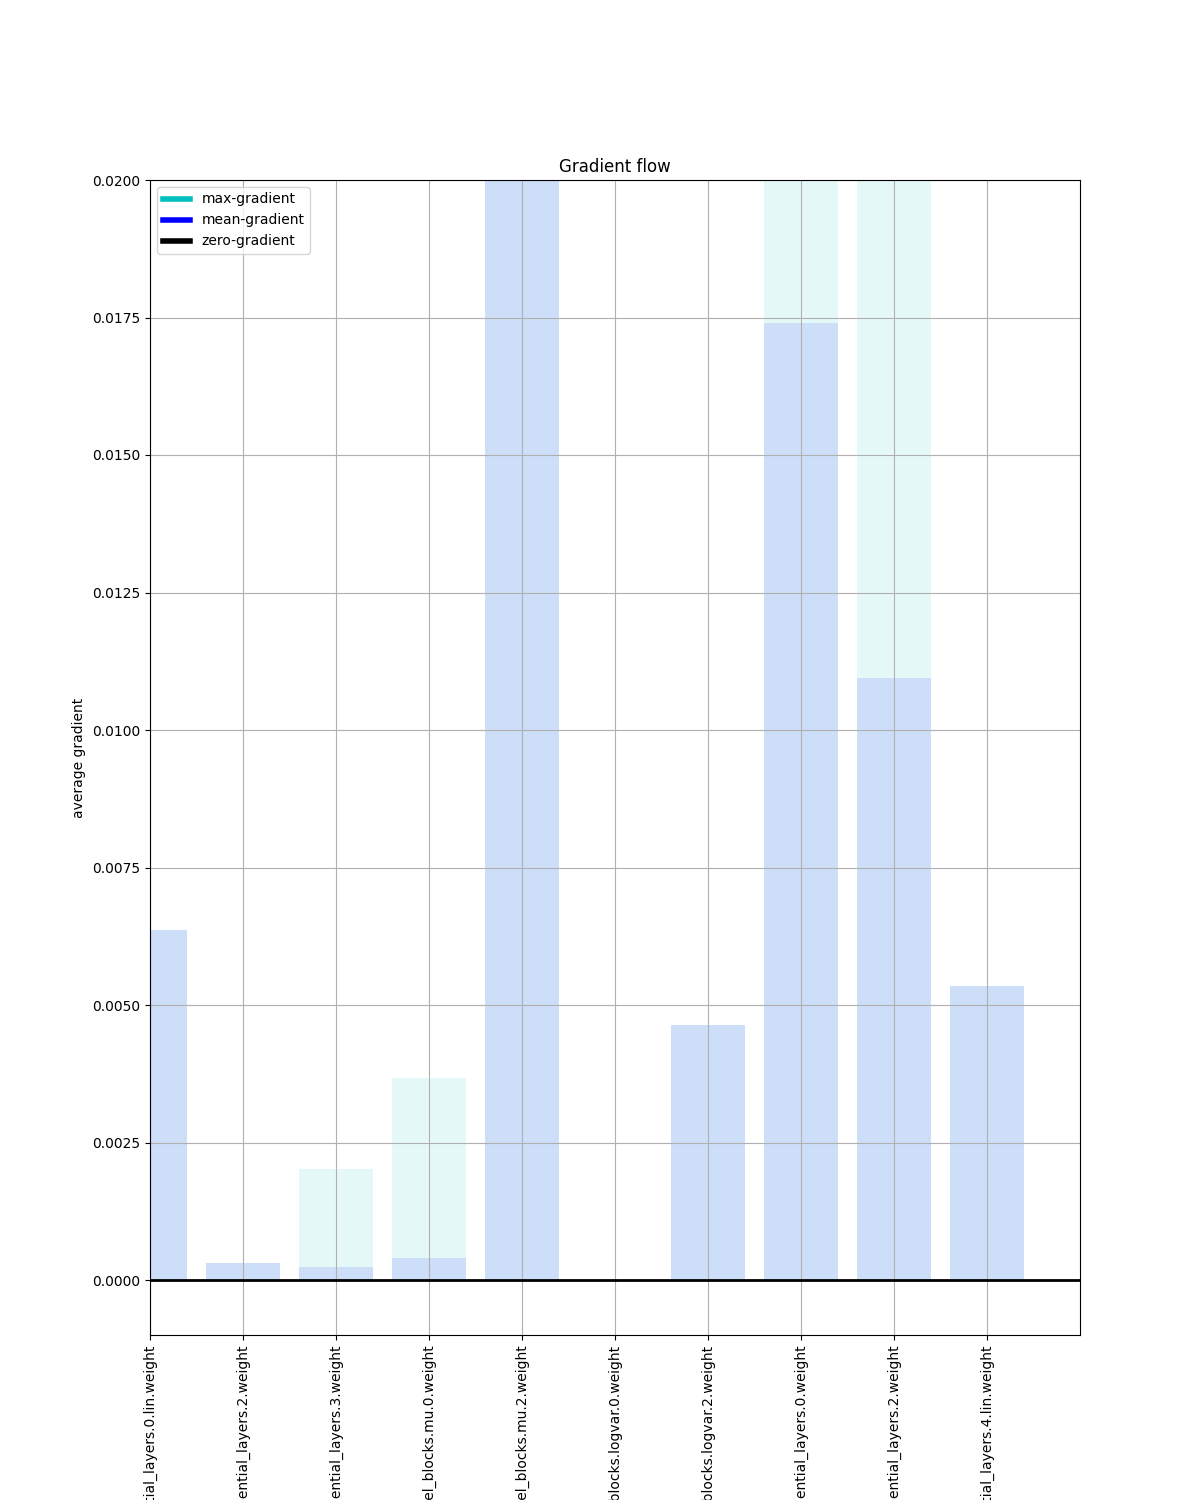 Gradient flow
max-gradient
mean-gradient
zero-gradient
average gradient
0.0200
0.0175
0.0150
0.0125
0.0100
0.0075
0.0050
0.0025
0.0000
tial_layers.0.lin.weight
ential_layers.2.weight
ential_layers.3.weight
el_blocks.mu.0.weight
el_blocks.mu.2.weight
blocks.logvar.0.weight
blocks.logvar.2.weight
ential_layers.0.weight
ential_layers.2.weight
tial_layers.4.lin.weight